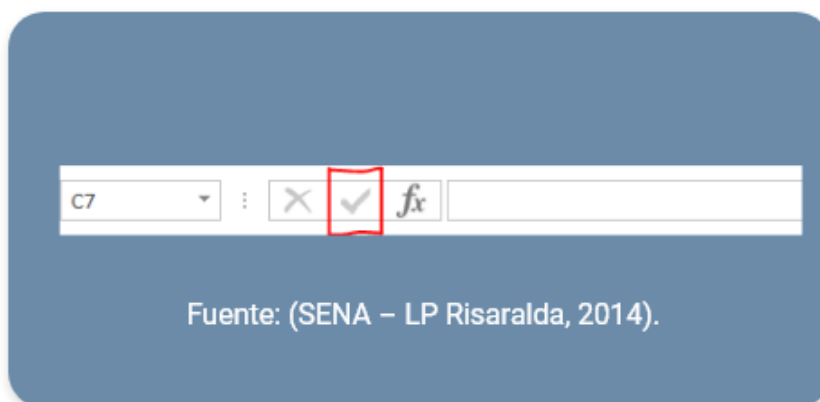 C7 fx
Fuente: (SENA – LP Risaralda, 2014).